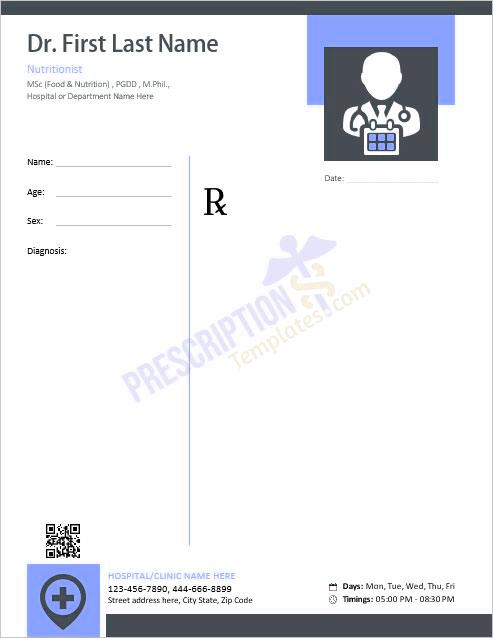 Dr. First Last Name
Nutritionist
MSc (Food & Nutrition) , PGDD , M.Phil.,
Hospital or Department Name Here
Name:
Date:
Age:
℞
Sex:
Diagnosis:
PRESCRIPTION
Templates.com
HOSPITAL/CLINIC NAME HERE
123-456-7890, 444-666-8899
Street address here, City State, Zip Code
Days: Mon, Tue, Wed, Thu, Fri
Timings: 05:00 PM - 08:30 PM